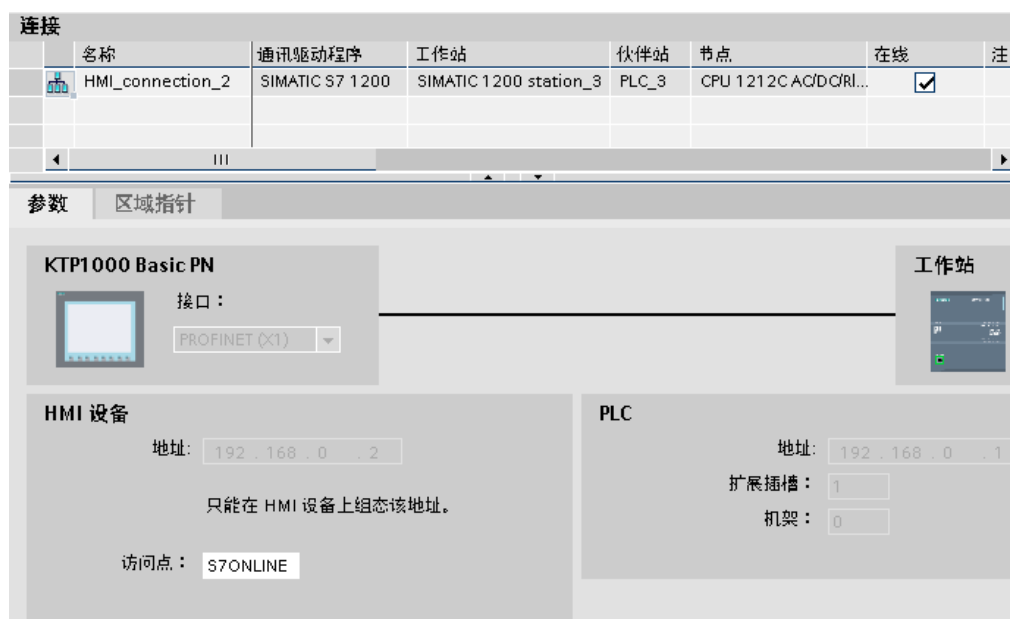 连接
名称 通讯驱动程序 工作站 伙伴站 节点 在线 注
HMI_connection_2 SIMATIC S7 1200 SIMATIC 1200 station_3 PLC_3 CPU 1212C AC/DC/Rl... 
参数 区域指针
KTP1000 Basic PN
接口：
PROFINET (X1)
工作站
HMI 设备
地址: 192 . 168 . 0 . 2
只能在 HMI 设备上组态该地址。
访问点： S7ONLINE
PLC
地址: 192 . 168 . 0 . 1
扩展插槽： 1
机架： 0